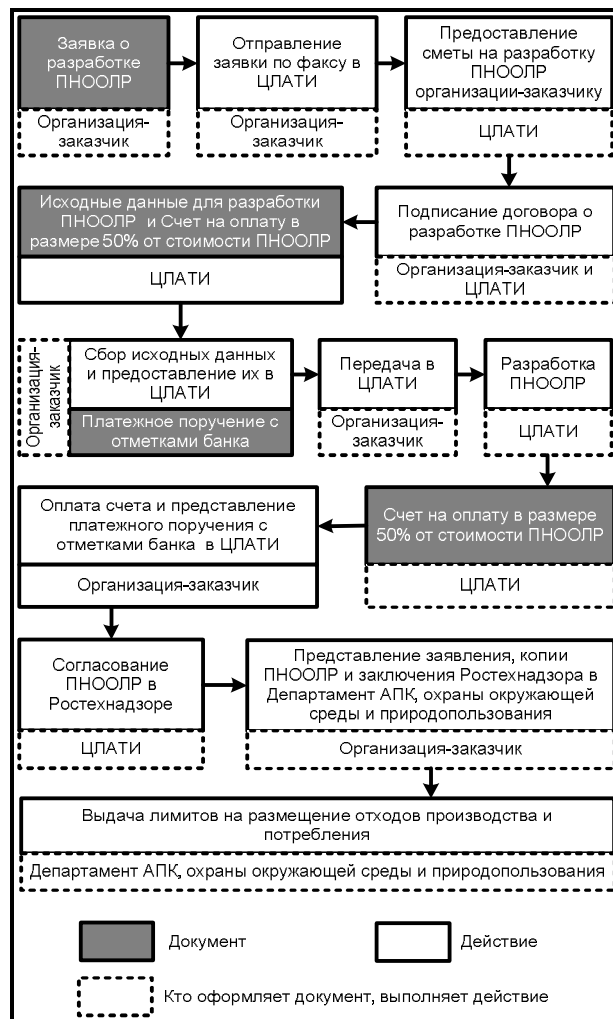 Заявка о
разработке
ПНООЛР
Организация-
заказчик
Отправление
заявки по факсу в
ЦЛАТИ
Организация-
заказчик
Предоставление
сметы на разработку
ПНООЛР
организации-заказчику
ЦЛАТИ
Исходные данные для разработки
ПНООЛР и Счет на оплату в
размере 50% от стоимости ПНООЛР
ЦЛАТИ
Подписание договора о
разработке ПНООЛР
Организация-заказчик и
ЦЛАТИ
Организация-
заказчик
Сбор исходных данных
и предоставление их в
ЦЛАТИ
Платежное поручение с
отметками банка
Передача в
ЦЛАТИ
Организация-
заказчик
Разработка
ПНООЛР
ЦЛАТИ
Оплата счета и представление
платежного поручения с
отметками банка в ЦЛАТИ
Организация-заказчик
Счет на оплату в размере
50% от стоимости ПНООЛР
ЦЛАТИ
Согласование
ПНООЛР в
Ростехнадзоре
ЦЛАТИ
Представление заявления, копии
ПНООЛР и заключения Ростехнадзора в
Департамент АПК, охраны окружающей
среды и природопользования
Организация-заказчик
Выдача лимитов на размещение отходов производства и
потребления
Департамент АПК, охраны окружающей среды и природопользования
Документ
Действие
Кто оформляет документ, выполняет действие